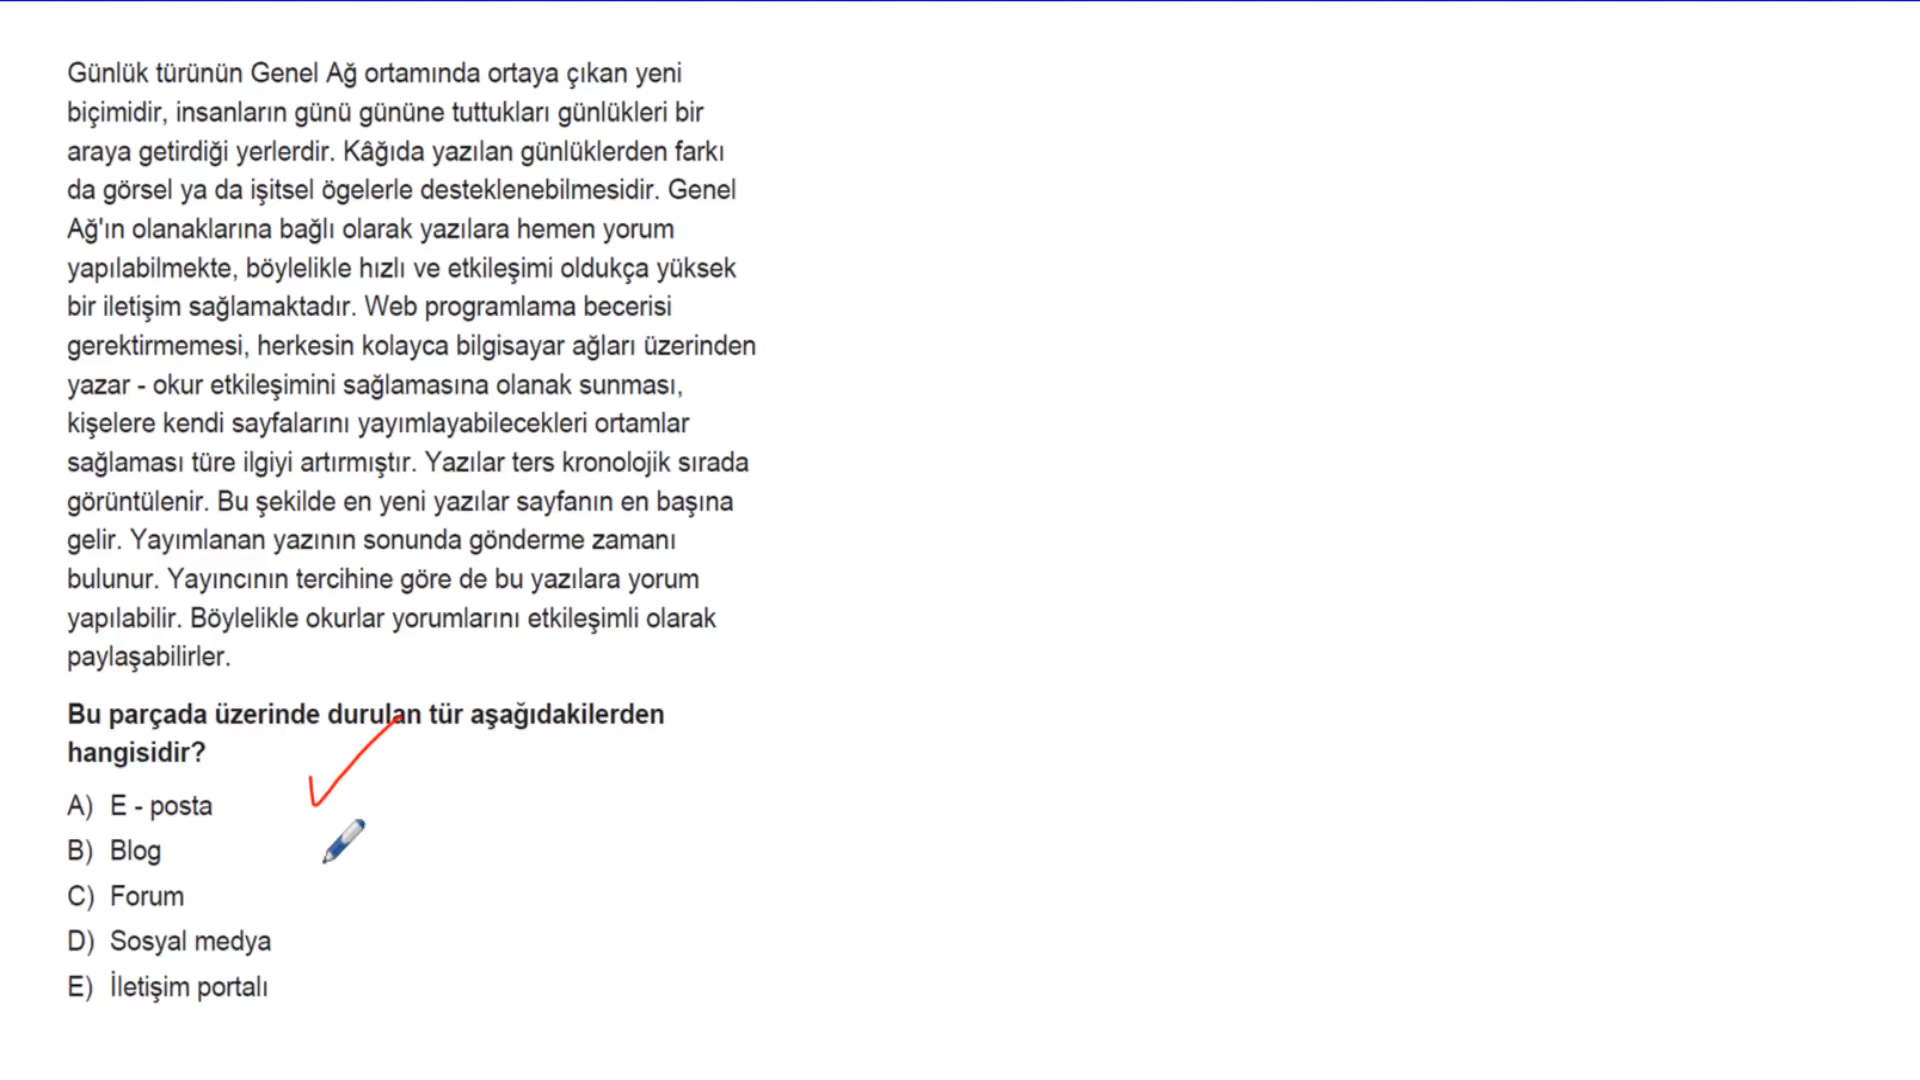 Günlük türünün Genel Ağ ortamında ortaya çıkan yeni
biçimidir, insanların günü gününe tuttukları günlükleri bir
araya getirdiği yerlerdir. Kâğıda yazılan günlüklerden farkı
da görsel ya da işitsel ögelerle desteklenebilmesidir. Genel
Ağ'ın olanaklarına bağlı olarak yazılara hemen yorum
yapılabilmekte, böylelikle hızlı ve etkileşimi oldukça yüksek
bir iletişim sağlamaktadır. Web programlama becerisi
gerektirmemesi, herkesin kolayca bilgisayar ağları üzerinden
yazar - okur etkileşimini sağlamasına olanak sunması,
kişelere kendi sayfalarını yayımlayabilecekleri ortamlar
sağlaması türe ilgiyi artırmıştır. Yazılar ters kronolojik sırada
görüntülenir. Bu şekilde en yeni yazılar sayfanın en başına
gelir. Yayımlanan yazının sonunda gönderme zamanı
bulunur. Yayıncının tercihine göre de bu yazılara yorum
yapılabilir. Böylelikle okurlar yorumlarını etkileşimli olarak
paylaşabilirler.
Bu parçada üzerinde durulan tür aşağıdakilerden
hangisidir?
A) E - posta
B) Blog
C) Forum
D) Sosyal medya
E) İletişim portalı